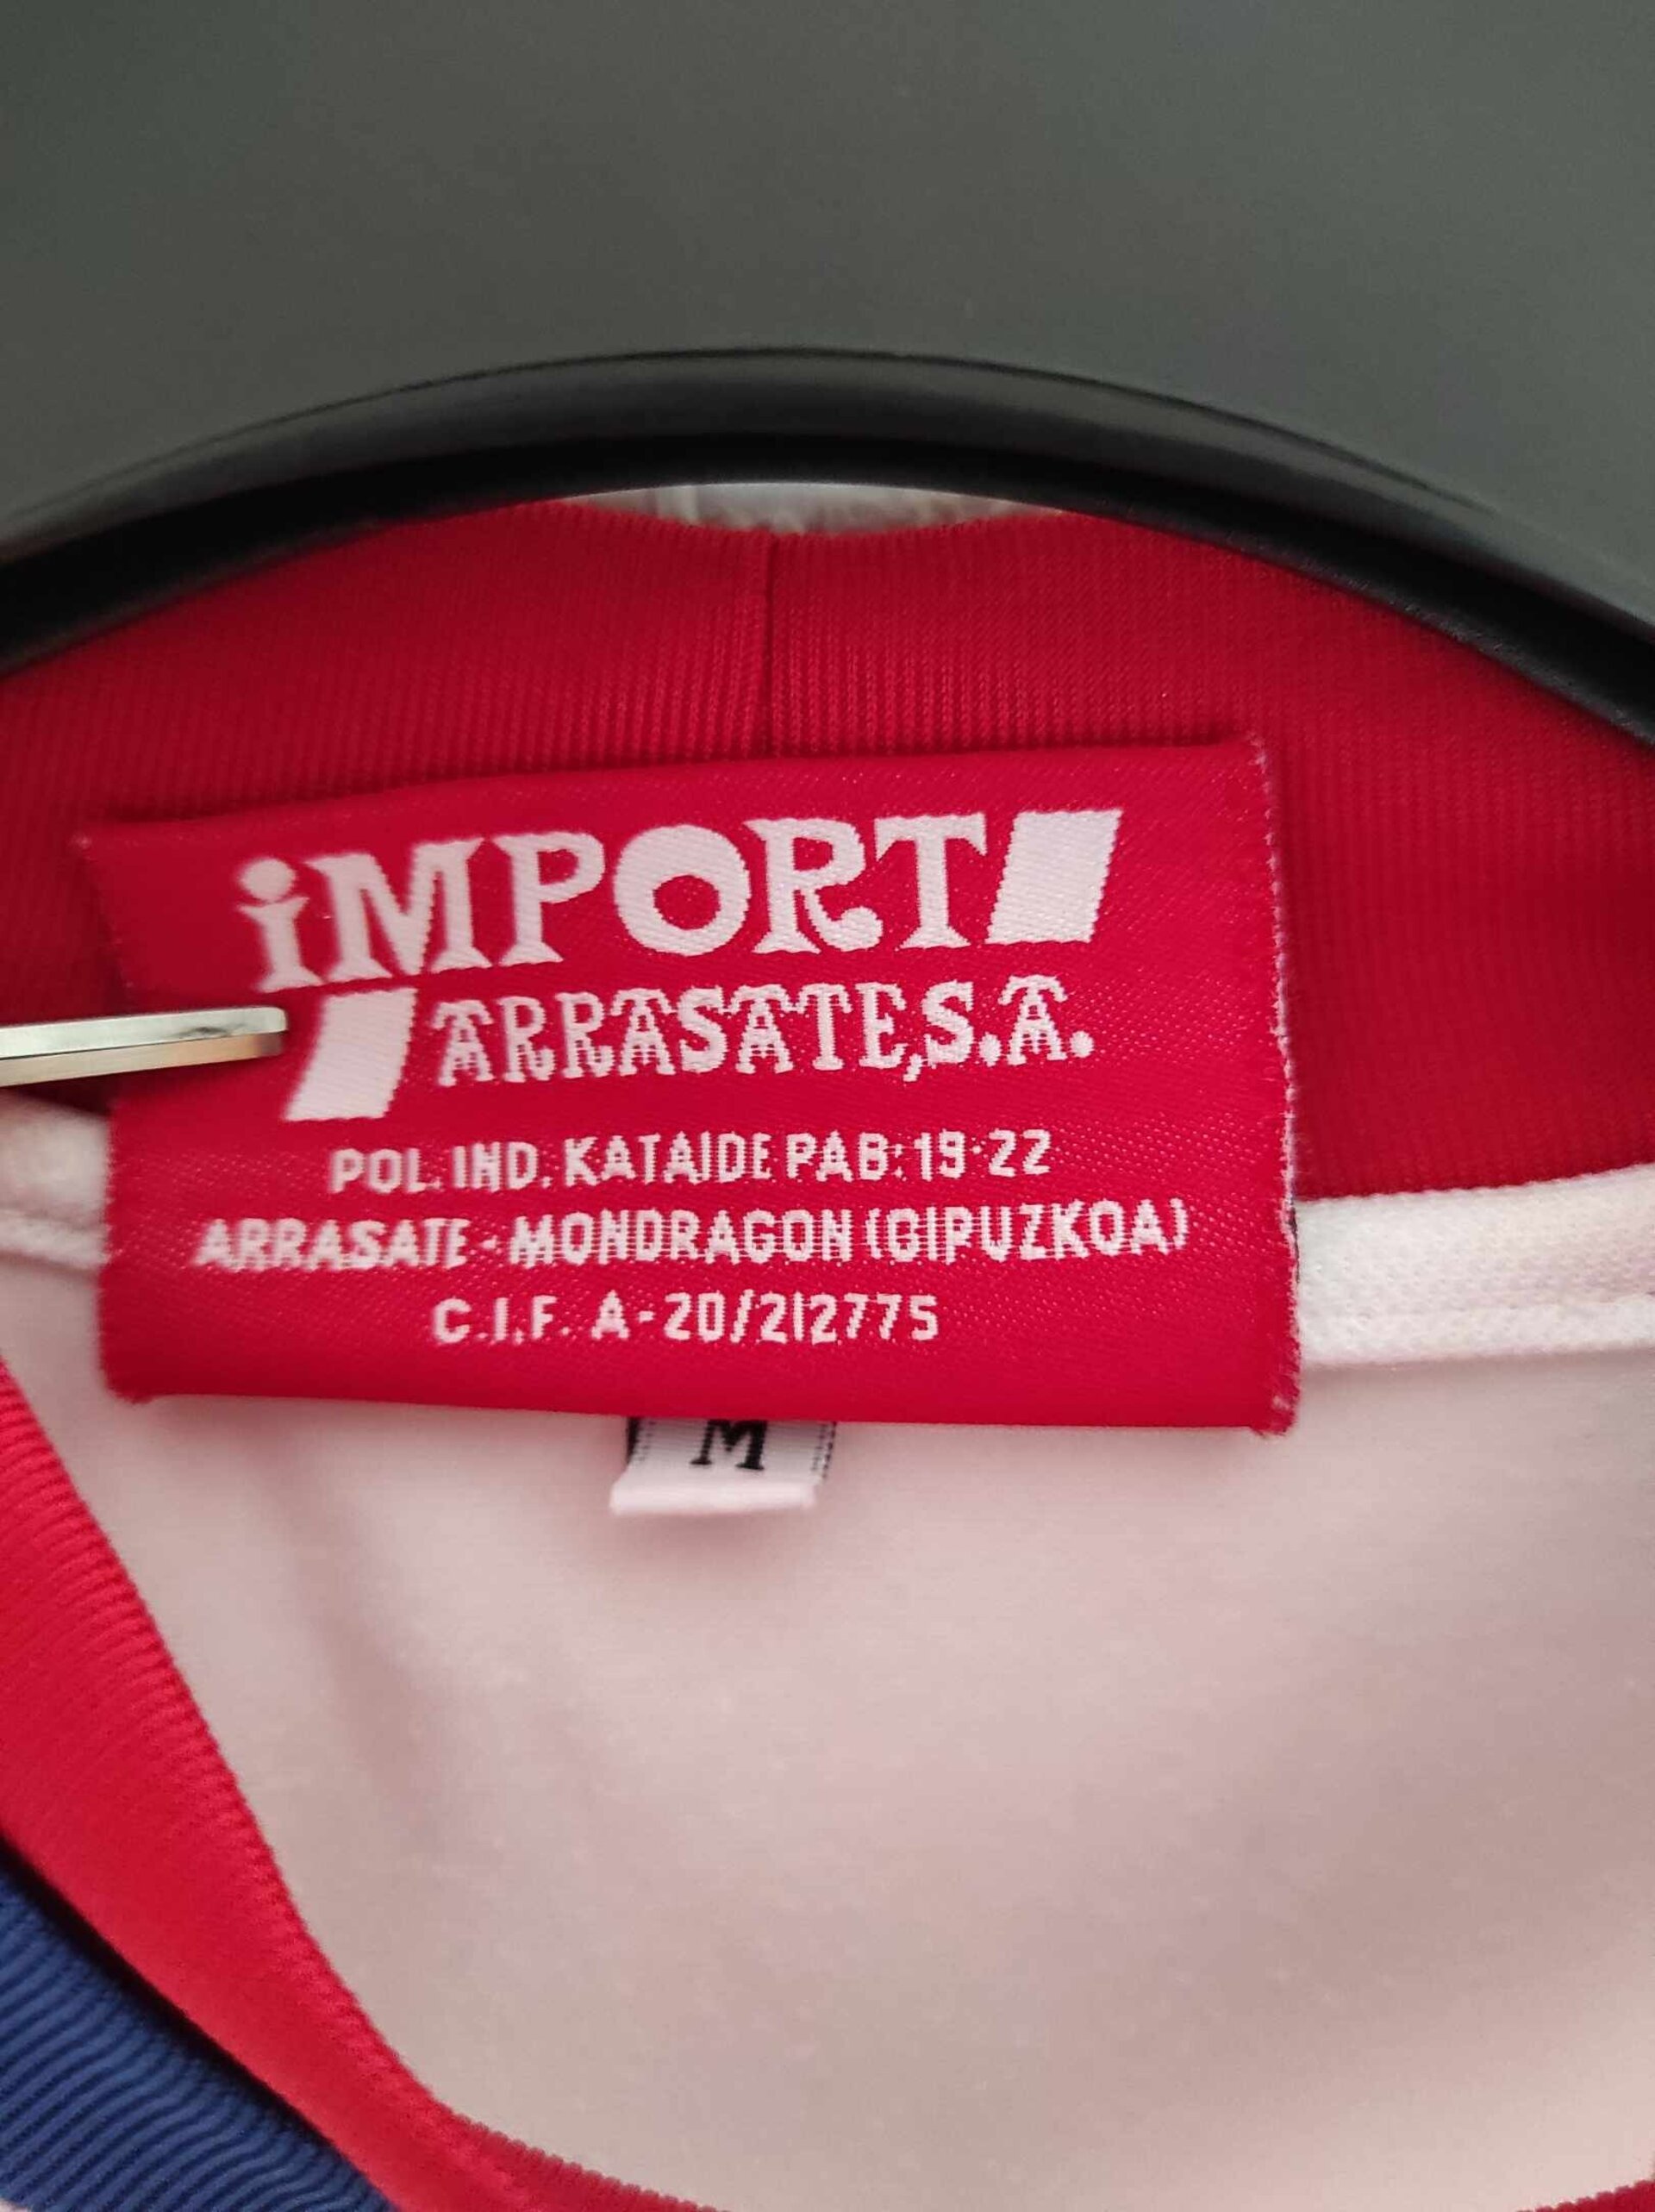 iMPORT
ARRASATE,S.A.
POL. IND. KATAIDE PAB: 19-22
ARRASATE - MONDRAGON (GIPUZKOA)
C.I.F. A-20/212775
M